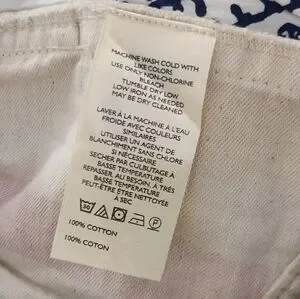 MACHINE WASH COLD WITH
LIKE COLORS
USE ONLY NON-CHLORINE
BLEACH
TUMBLE DRY LOW
LOW IRON AS NEEDED
MAY BE DRY CLEANED
LAVER À LA MACHINE À L'EAU
FROIDE AVEC COULEURS
SIMILAIRES
UTILISER UN AGENT DE
BLANCHIMENT SANS CHLORE
SI NÉCESSAIRE
SECHER PAR CULBUTAGE À
BASSE TEMPÉRATURE
REPASSER, AU BESOIN, À TRÈS
BASSE TEMPÉRATURE
PEUT-ÊTRE ÊTRE NETTOYÉE
À SEC
30
P
100% COTTON
100% COTON